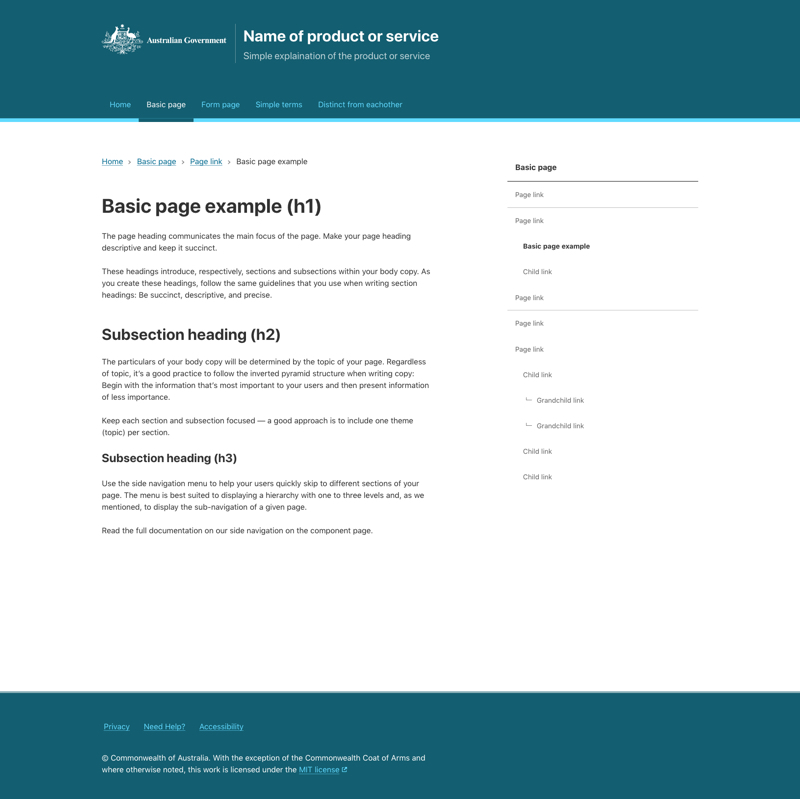 Australian Government
Name of product or service
Simple explaination of the product or service
Home
Basic page
Form page
Simple terms
Distinct from eachother
Home › Basic page › Page link › Basic page example
Basic page example (h1)
The page heading communicates the main focus of the page. Make your page heading
descriptive and keep it succinct.
These headings introduce, respectively, sections and subsections within your body copy. As
you create these headings, follow the same guidelines that you use when writing section
headings: Be succinct, descriptive, and precise.
Subsection heading (h2)
The particulars of your body copy will be determined by the topic of your page. Regardless
of topic, it's a good practice to follow the inverted pyramid structure when writing copy:
Begin with the information that's most important to your users and then present information
of less importance.
Keep each section and subsection focused — a good approach is to include one theme
(topic) per section.
Subsection heading (h3)
Use the side navigation menu to help your users quickly skip to different sections of your
page. The menu is best suited to displaying a hierarchy with one to three levels and, as we
mentioned, to display the sub-navigation of a given page.
Read the full documentation on our side navigation on the component page.
Basic page
Page link
Page link
Basic page example
Child link
Page link
Page link
Page link
Child link
Grandchild link
Grandchild link
Child link
Child link
Privacy
Need Help?
Accessibility
© Commonwealth of Australia. With the exception of the Commonwealth Coat of Arms and
where otherwise noted, this work is licensed under the MIT license